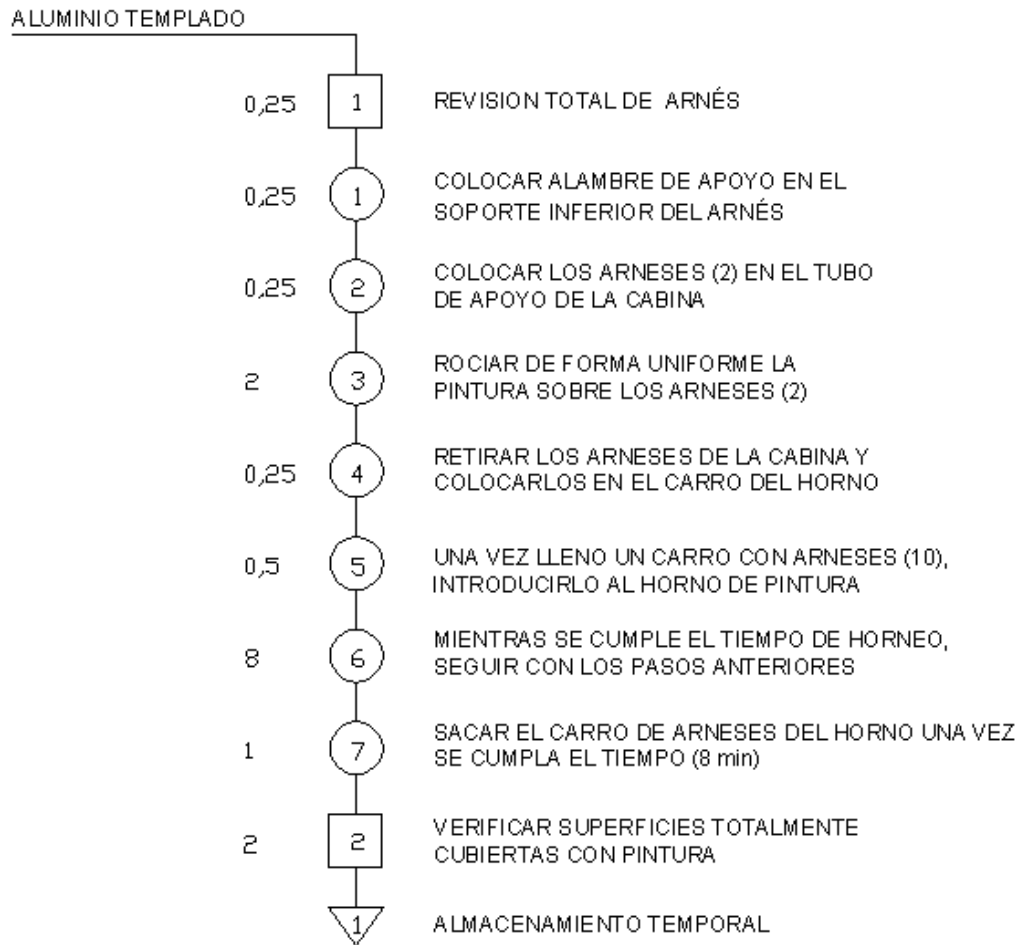 ALUMINIO TEMPLADO
0,25 1 REVISION TOTAL DE ARNÉS
COLOCAR ALAMBRE DE APOYO EN EL
0,25 1
SOPORTE INFERIOR DEL ARNÉS
COLOCAR LOS ARNESES (2) EN EL TUBO
0,25 2
DE APOYO DE LA CABINA
ROCIAR DE FORMA UNIFORME LA
2 3
PINTURA SOBRE LOS ARNESES (2)
RETIRAR LOS ARNESES DE LA CABINA Y
0,25 4
COLOCARLOS EN EL CARRO DEL HORNO
UNA VEZ LLENO UN CARRO CON ARNESES (10),
0,5 5
INTRODUCIRLO AL HORNO DE PINTURA
MIENTRAS SE CUMPLE EL TIEMPO DE HORNEO,
8 6
SEGUIR CON LOS PASOS ANTERIORES
SACAR EL CARRO DE ARNESES DEL HORNO UNA VEZ
1 7
SE CUMPLA EL TIEMPO (8 min)
VERIFICAR SUPERFICIES TOTALMENTE
2 2
CUBIERTAS CON PINTURA
1 ALMACENAMIENTO TEMPORAL